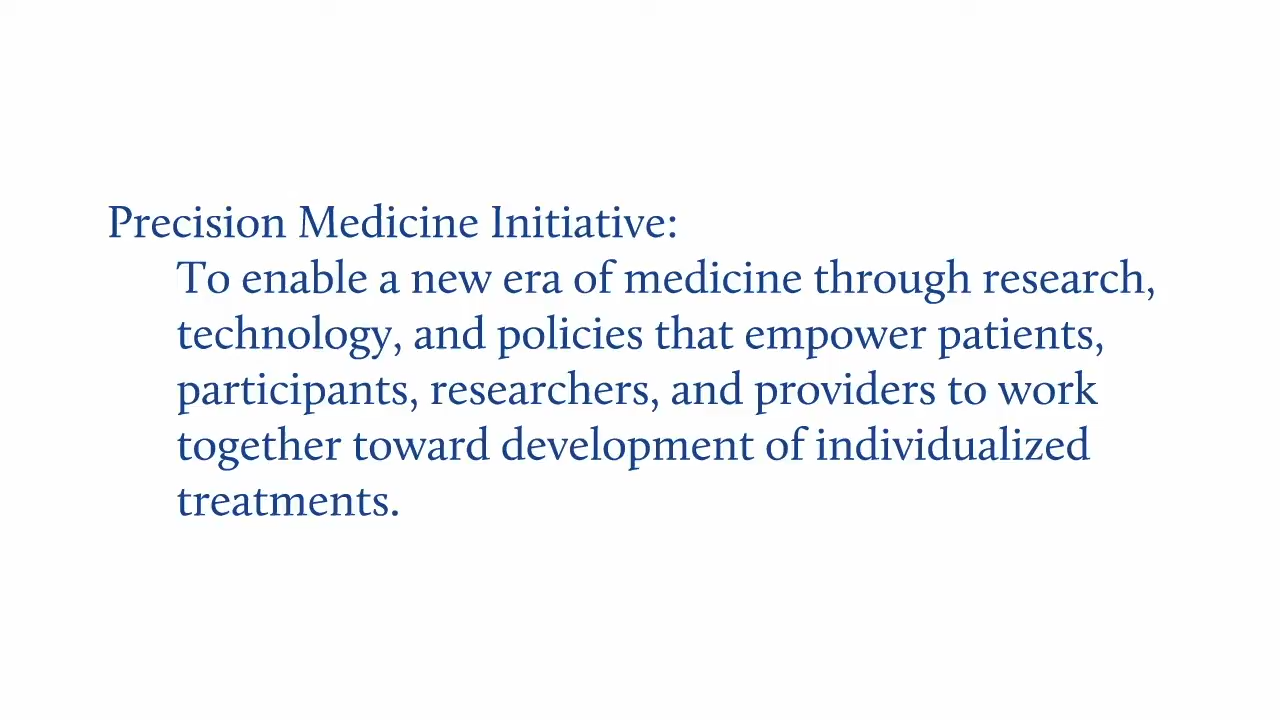 Precision Medicine Initiative:
To enable a new era of medicine through research,
technology, and policies that empower patients,
participants, researchers, and providers to work
together toward development of individualized
treatments.